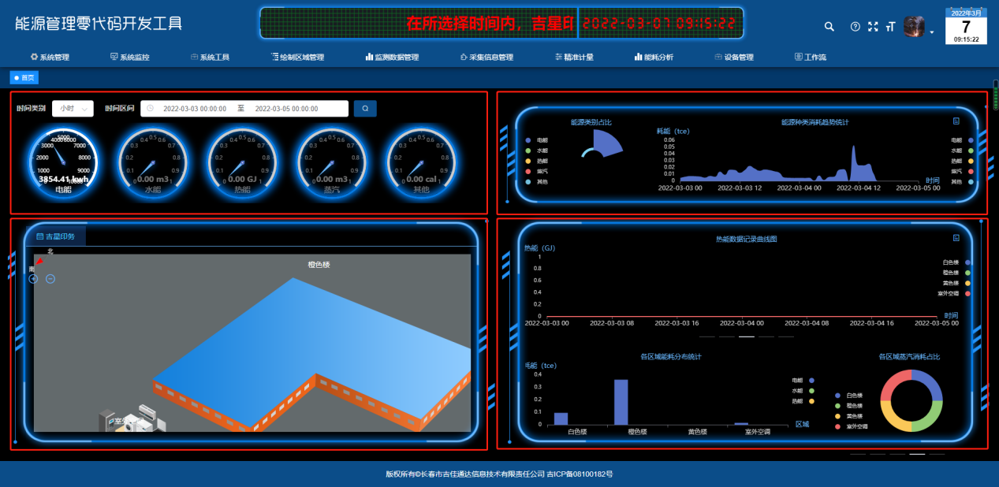 能源管理零代码开发工具
在所选择时间内，吉星印
2022-03-07 09:15:22
2022年3月
7
09:15:22
系统管理 系统监控 系统工具 绘制区域管理 监测数据管理 采集信息管理 精准计量 能耗分析 设备管理 工作流
首页
时间类别 小时 时间区间 2022-03-03 00:00:00 至 2022-03-05 00:00:00
1000 2000 3000 4000 5000 6000 7000 8000 9000 10000
3854.41 kwh
电能
0 0.1 0.2 0.3 0.4 0.5 0.6 0.7 0.8 0.9 1
0.00 m3
水能
0 0.1 0.2 0.3 0.4 0.5 0.6 0.7 0.8 0.9 1
0.00 GJ
热能
0 0.1 0.2 0.3 0.4 0.5 0.6 0.7 0.8 0.9 1
0.00 m3
蒸汽
0 0.1 0.2 0.3 0.4 0.5 0.6 0.7 0.8 0.9 1
0.00 cal
其他
能源类别占比
电能
水能
热能
蒸汽
其他
能源种类消耗趋势统计
耗能（tce）
0.06
0.05
0.04
0.03
0.02
0.01
0
2022-03-03 00 2022-03-03 12 2022-03-04 00 2022-03-04 12 2022-03-05 00
时间
电能
水能
热能
蒸汽
其他
吉星印务
北
南
橙色楼
室外空调
热能数据记录曲线图
热能（GJ）
1
0.8
0.6
0.4
0.2
0
2022-03-03 00 2022-03-03 08 2022-03-03 16 2022-03-04 00 2022-03-04 08 2022-03-04 16 2022-03-05 00
时间
白色楼
橙色楼
黄色楼
室外空调
各区域能耗分布统计
耗能（tce）
0.4
0.3
0.2
0.1
0
白色楼 橙色楼 黄色楼 室外空调
区域
电能
水能
热能
各区域蒸汽消耗占比
白色楼
橙色楼
黄色楼
室外空调
版权所有©长春市吉佳通达信息技术有限责任公司 吉ICP备08100182号